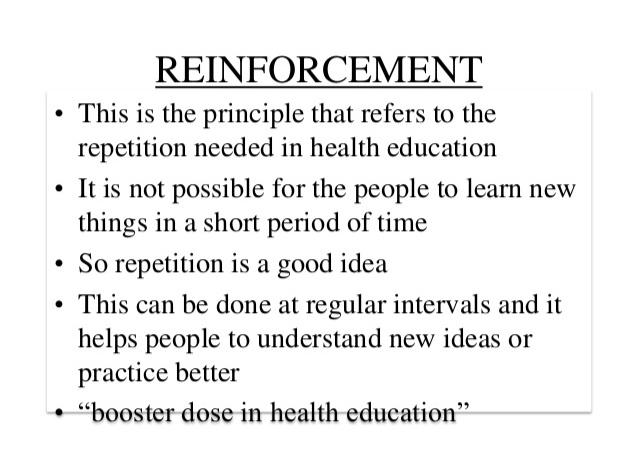 REINFORCEMENT
• This is the principle that refers to the
repetition needed in health education
• It is not possible for the people to learn new
things in a short period of time
• So repetition is a good idea
• This can be done at regular intervals and it
helps people to understand new ideas or
practice better
• “booster dose in health education”